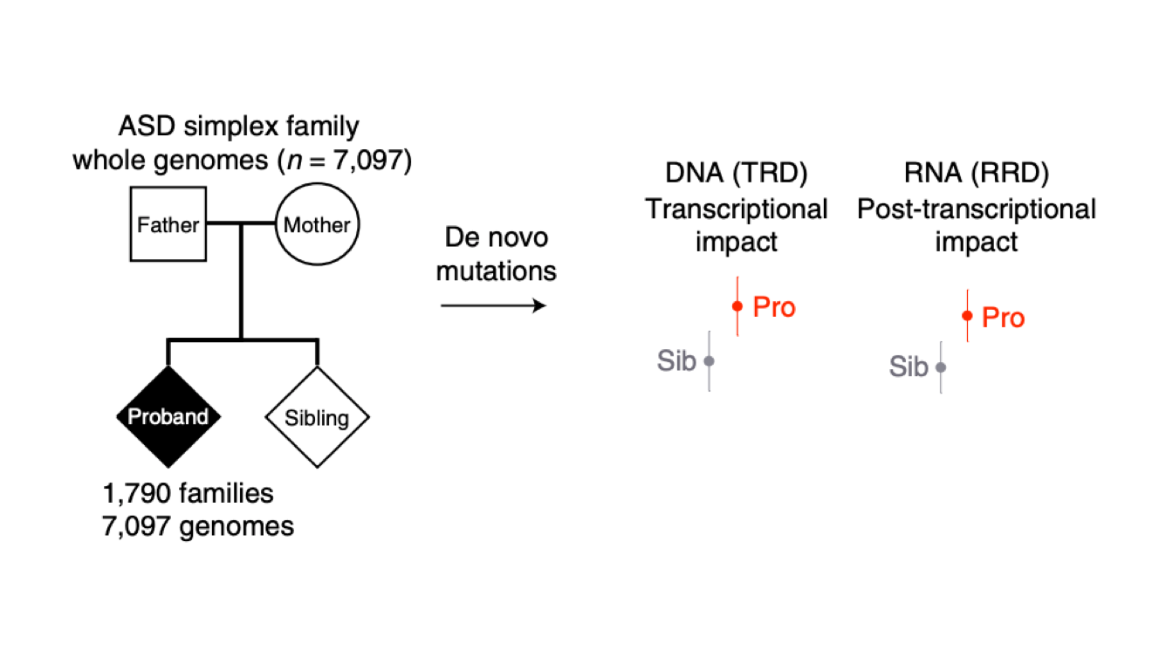 ASD simplex family
whole genomes (n = 7,097)
Father
Mother
Proband
Sibling
1,790 families
7,097 genomes
De novo
mutations
DNA (TRD)
Transcriptional
impact
Pro
Sib
RNA (RRD)
Post-transcriptional
impact
Pro
Sib